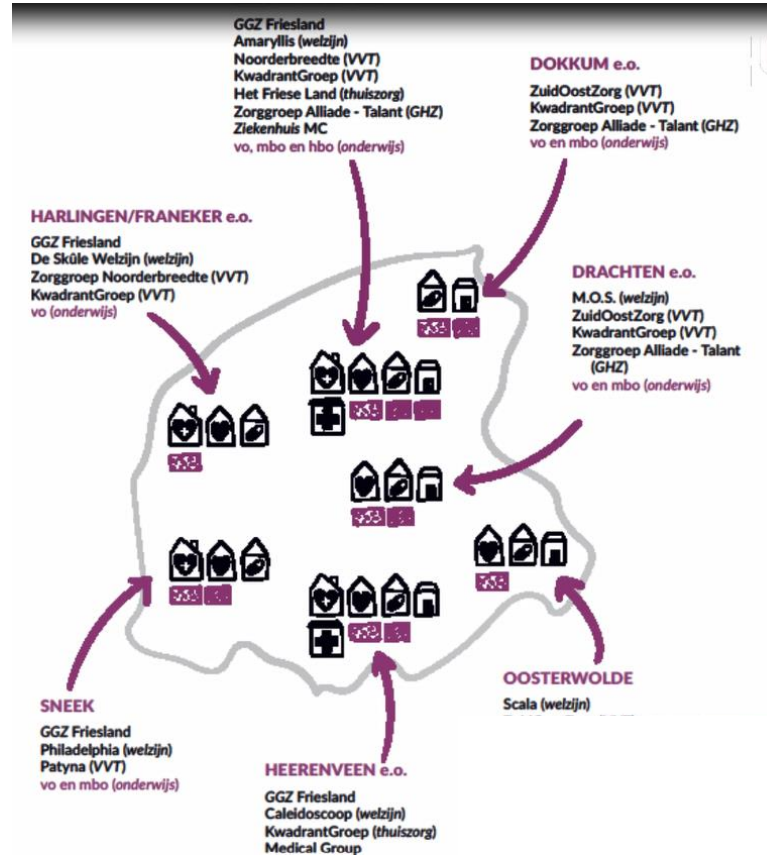 GGZ Friesland
Amaryllis (welzijn)
Noorderbreedte (VVT)
KwadrantGroep (VVT)
Het Friese Land (thuiszorg)
Zorggroep Alliade - Talant (GHZ)
Ziekenhuis MC
vo, mbo en hbo (onderwijs)
DOKKUM e.o.
ZuidOostZorg (VVT)
KwadrantGroep (VVT)
Zorggroep Alliade - Talant (GHZ)
vo en mbo (onderwijs)
HARLINGEN/FRANEKER e.o.
GGZ Friesland
De Skûle Welzijn (welzijn)
Zorggroep Noorderbreedte (VVT)
KwadrantGroep (VVT)
vo (onderwijs)
DRACHTEN e.o.
M.O.S. (welzijn)
ZuidOostZorg (VVT)
KwadrantGroep (VVT)
Zorggroep Alliade - Talant
(GHZ)
vo en mbo (onderwijs)
SNEEK
GGZ Friesland
Philadelphia (welzijn)
Patyna (VVT)
vo en mbo (onderwijs)
HEERENVEEN e.o.
GGZ Friesland
Caleidoscoop (welzijn)
KwadrantGroep (thuiszorg)
Medical Group
OOSTERWOLDE
Scala (welzijn)